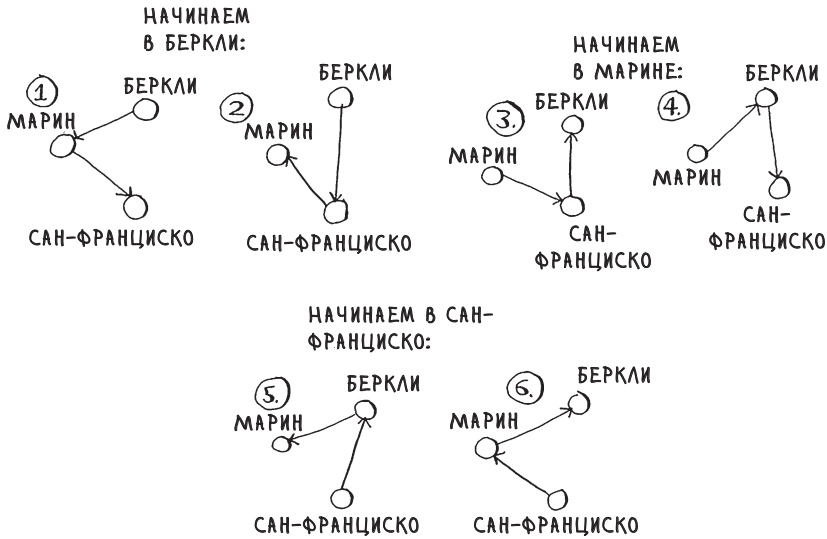 НАЧИНАЕМ
В БЕРКЛИ:
1
БЕРКЛИ
МАРИН
САН-ФРАНЦИСКО
2
БЕРКЛИ
МАРИН
САН-ФРАНЦИСКО
НАЧИНАЕМ
В МАРИНЕ:
3.
БЕРКЛИ
МАРИН
САН-
ФРАНЦИСКО
4.
БЕРКЛИ
МАРИН
САН-
ФРАНЦИСКО
НАЧИНАЕМ В САН-
ФРАНЦИСКО:
5.
БЕРКЛИ
МАРИН
САН-ФРАНЦИСКО
6.
БЕРКЛИ
МАРИН
САН-ФРАНЦИСКО